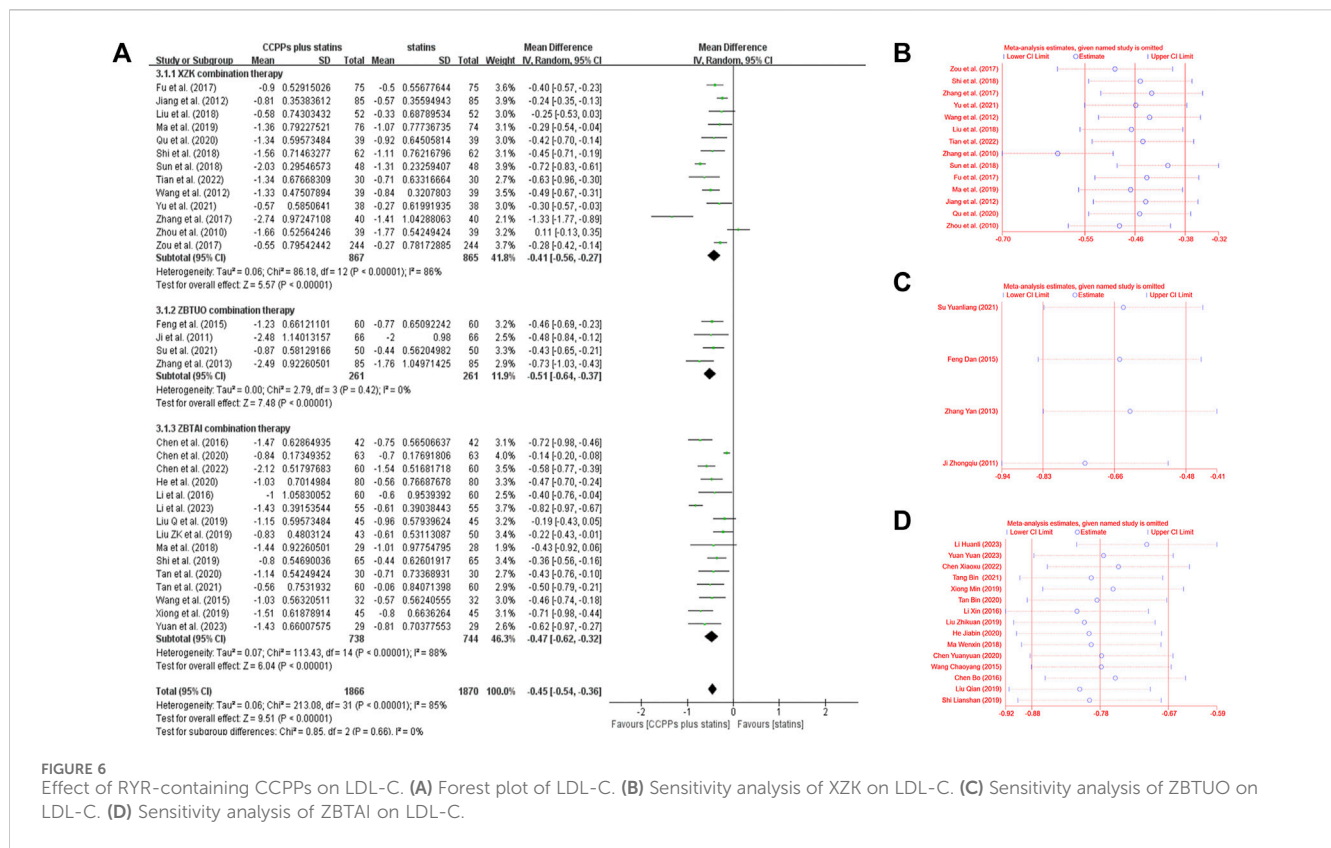 A
CCPPs plus statins statins Mean Difference Mean Difference
Study or Subgroup Mean SD Total Mean SD Total Weight IV, Random, 95% CI IV, Random, 95% CI
3.1.1 XZK combination therapy
Fu et al. (2017) -0.9 0.52915026 75 -0.5 0.55677644 75 3.6% -0.40 [-0.57, -0.23]
Jiang et al. (2012) -0.81 0.35383612 85 -0.57 0.35594943 85 4.0% -0.24 [-0.35, -0.13]
Liu et al. (2018) -0.58 0.74303432 52 -0.33 0.68789534 52 2.9% -0.25 [-0.53, 0.03]
Ma et al. (2019) -1.36 0.79227521 76 -1.07 0.77736735 74 3.1% -0.29 [-0.54, -0.04]
Qu et al. (2020) -1.34 0.59573484 39 -0.92 0.64505814 39 2.9% -0.42 [-0.70, -0.14]
Shi et al. (2018) -1.56 0.71463277 62 -1.11 0.76216796 62 3.0% -0.45 [-0.71, -0.19]
Sun et al. (2018) -2.03 0.29546573 48 -1.31 0.23259407 48 4.0% -0.72 [-0.83, -0.61]
Tian et al. (2022) -1.34 0.67668309 30 -0.71 0.63316664 30 2.6% -0.63 [-0.96, -0.30]
Wang et al. (2012) -1.33 0.47507894 39 -0.84 0.3207803 39 3.5% -0.49 [-0.67, -0.31]
Yu et al. (2021) -0.57 0.5850641 38 -0.27 0.61991935 38 2.9% -0.30 [-0.57, -0.03]
Zhang et al. (2017) -2.74 0.97247108 40 -1.41 1.04288063 40 2.0% -1.33 [-1.77, -0.89]
Zhou et al. (2010) -1.66 0.52564246 39 -1.77 0.54249424 39 3.1% 0.11 [-0.13, 0.35]
Zou et al. (2017) -0.55 0.79542442 244 -0.27 0.78172885 244 3.8% -0.28 [-0.42, -0.14]
Subtotal (95% CI) 867 865 41.8% -0.41 [-0.56, -0.27]
Heterogeneity: Tau² = 0.06; Chi² = 86.18, df = 12 (P < 0.00001); I² = 86%
Test for overall effect: Z = 5.57 (P < 0.00001)
3.1.2 ZBTUO combination therapy
Feng et al. (2015) -1.23 0.66121101 60 -0.77 0.65092242 60 3.2% -0.46 [-0.69, -0.23]
Ji et al. (2011) -2.48 1.14013157 66 -2 0.98 66 2.4% -0.48 [-0.84, -0.12]
Su et al. (2021) -0.87 0.58129166 50 -0.44 0.56204982 50 3.2% -0.43 [-0.65, -0.21]
Zhang et al. (2013) -2.49 0.92260501 85 -1.76 1.04971425 85 2.8% -0.73 [-1.03, -0.43]
Subtotal (95% CI) 261 261 11.9% -0.51 [-0.64, -0.37]
Heterogeneity: Tau² = 0.00; Chi² = 2.79, df = 3 (P = 0.42); I² = 0%
Test for overall effect: Z = 7.48 (P < 0.00001)
3.1.3 ZBTAI combination therapy
Chen et al. (2016) -1.47 0.62864935 42 -0.75 0.56506637 42 3.0% -0.72 [-0.98, -0.46]
Chen et al. (2020) -0.84 0.17349352 63 -0.7 0.17691806 63 4.2% -0.14 [-0.20, -0.08]
Chen et al. (2022) -2.12 0.51797683 60 -1.54 0.51681718 60 3.5% -0.58 [-0.77, -0.39]
He et al. (2020) -1.03 0.7014984 80 -0.56 0.76687678 80 3.2% -0.47 [-0.70, -0.24]
Li et al. (2016) -1 1.05830052 60 -0.6 0.9539392 60 2.4% -0.40 [-0.76, -0.04]
Li et al. (2023) -1.43 0.39153544 55 -0.61 0.39038443 55 3.7% -0.82 [-0.97, -0.67]
Liu Q et al. (2019) -1.15 0.59573484 45 -0.96 0.57939624 45 3.1% -0.19 [-0.43, 0.05]
Liu ZK et al. (2019) -0.83 0.4803124 43 -0.61 0.53113087 50 3.3% -0.22 [-0.43, -0.01]
Ma et al. (2018) -1.44 0.92260501 29 -1.01 0.97754795 28 1.7% -0.43 [-0.92, 0.06]
Shi et al. (2019) -0.8 0.54690036 65 -0.44 0.62601917 65 3.4% -0.36 [-0.56, -0.16]
Tan et al. (2020) -1.14 0.54249424 30 -0.71 0.73368931 30 2.6% -0.43 [-0.76, -0.10]
Tan et al. (2021) -0.56 0.7531932 60 -0.06 0.84071398 60 2.9% -0.50 [-0.79, -0.21]
Wang et al. (2015) -1.03 0.56320511 32 -0.57 0.56240555 32 2.9% -0.46 [-0.74, -0.18]
Xiong et al. (2019) -1.51 0.61878914 45 -0.8 0.6636264 45 3.0% -0.71 [-0.98, -0.44]
Yuan et al. (2023) -1.43 0.66007575 29 -0.81 0.70377553 29 2.5% -0.62 [-0.97, -0.27]
Subtotal (95% CI) 738 744 46.3% -0.47 [-0.62, -0.32]
Heterogeneity: Tau² = 0.07; Chi² = 113.43, df = 14 (P < 0.00001); I² = 88%
Test for overall effect: Z = 6.04 (P < 0.00001)
Total (95% CI) 1866 1870 100.0% -0.45 [-0.54, -0.36]
Heterogeneity: Tau² = 0.06; Chi² = 213.08, df = 31 (P < 0.00001); I² = 85%
Test for overall effect: Z = 9.51 (P < 0.00001)
Test for subgroup differences: Chi² = 0.85, df = 2 (P = 0.66), I² = 0%
-2 -1 0 1 2
Favours [CCPPs plus statins] Favours [statins]
B
Meta-analysis estimates, given named study is omitted
Lower CI Limit Estimate Upper CI Limit
Zou et al. (2017)
Shi et al. (2018)
Zhang et al. (2017)
Yu et al. (2021)
Wang et al. (2012)
Liu et al. (2018)
Tian et al. (2022)
Zhang et al. (2010)
Sun et al. (2018)
Fu et al. (2017)
Ma et al. (2019)
Jiang et al. (2012)
Qu et al. (2020)
Zhou et al. (2010)
-0.70 -0.55 -0.46 -0.38 -0.32
C
Meta-analysis estimates, given named study is omitted
Lower CI Limit Estimate Upper CI Limit
Su Yuanliang (2021)
Feng Dan (2015)
Zhang Yan (2013)
Ji Zhongqiu (2011)
-0.94 -0.83 -0.66 -0.48 -0.41
D
Meta-analysis estimates, given named study is omitted
Lower CI Limit Estimate Upper CI Limit
Li Huanli (2023)
Yuan Yuan (2023)
Chen Xiaoxu (2022)
Tang Bin (2021)
Xiong Min (2019)
Tan Bin (2020)
Li Xin (2016)
Liu Zhikuan (2019)
He Jiabin (2020)
Ma Wenxin (2018)
Chen Yuanyuan (2020)
Wang Chaoyang (2015)
Chen Bo (2016)
Liu Qian (2019)
Shi Lianshan (2019)
-0.92 -0.88 -0.78 -0.67 -0.59
FIGURE 6
Effect of RYR-containing CCPPs on LDL-C. (A) Forest plot of LDL-C. (B) Sensitivity analysis of XZK on LDL-C. (C) Sensitivity analysis of ZBTUO on
LDL-C. (D) Sensitivity analysis of ZBTAI on LDL-C.